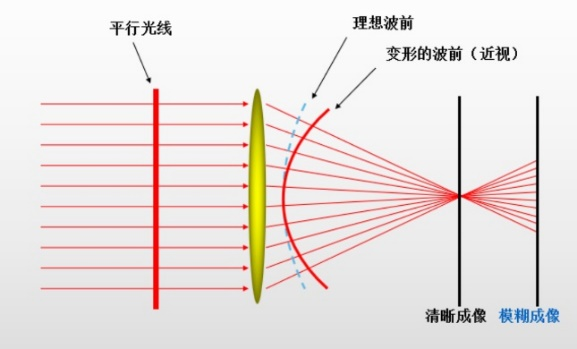 平行光线
理想波前
变形的波前（近视）
清晰成像
模糊成像